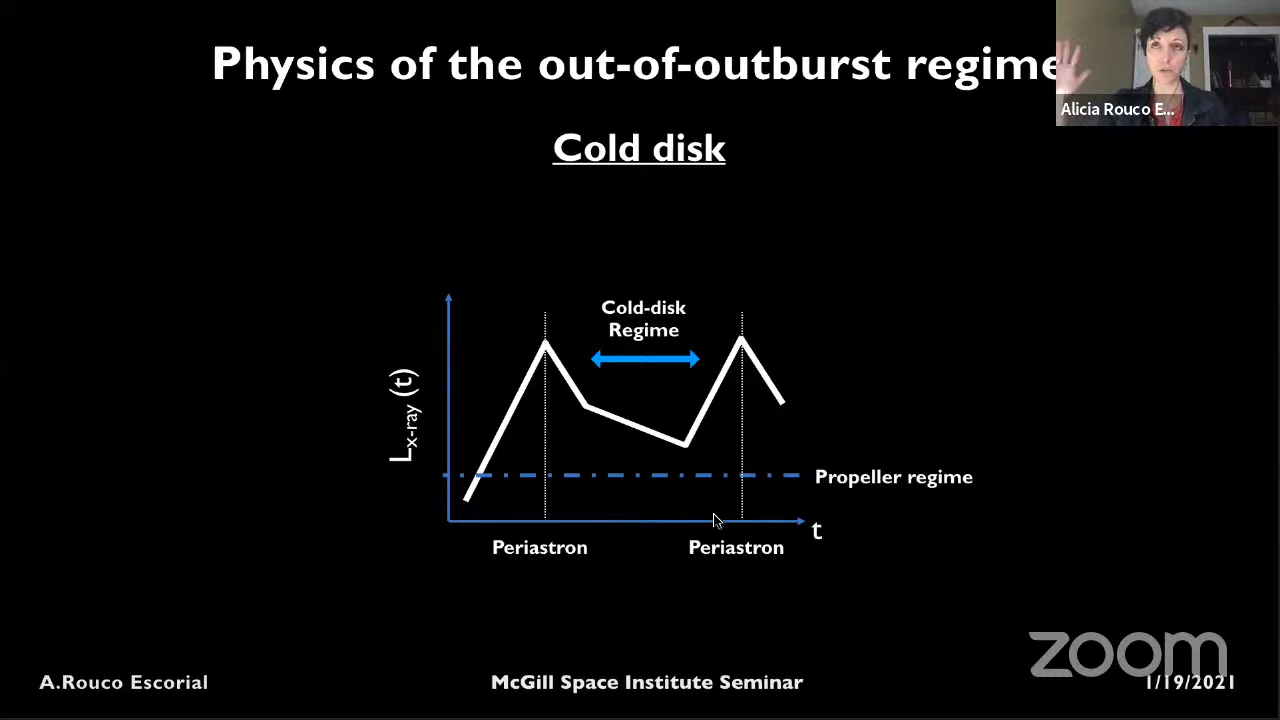 Physics of the out-of-outburst regime
Alicia Rouco E...
Cold disk
Cold-disk
Regime
Lx-ray (t)
Propeller regime
t
Periastron
Periastron
zoom
A.Rouco Escorial
McGill Space Institute Seminar
1/19/2021